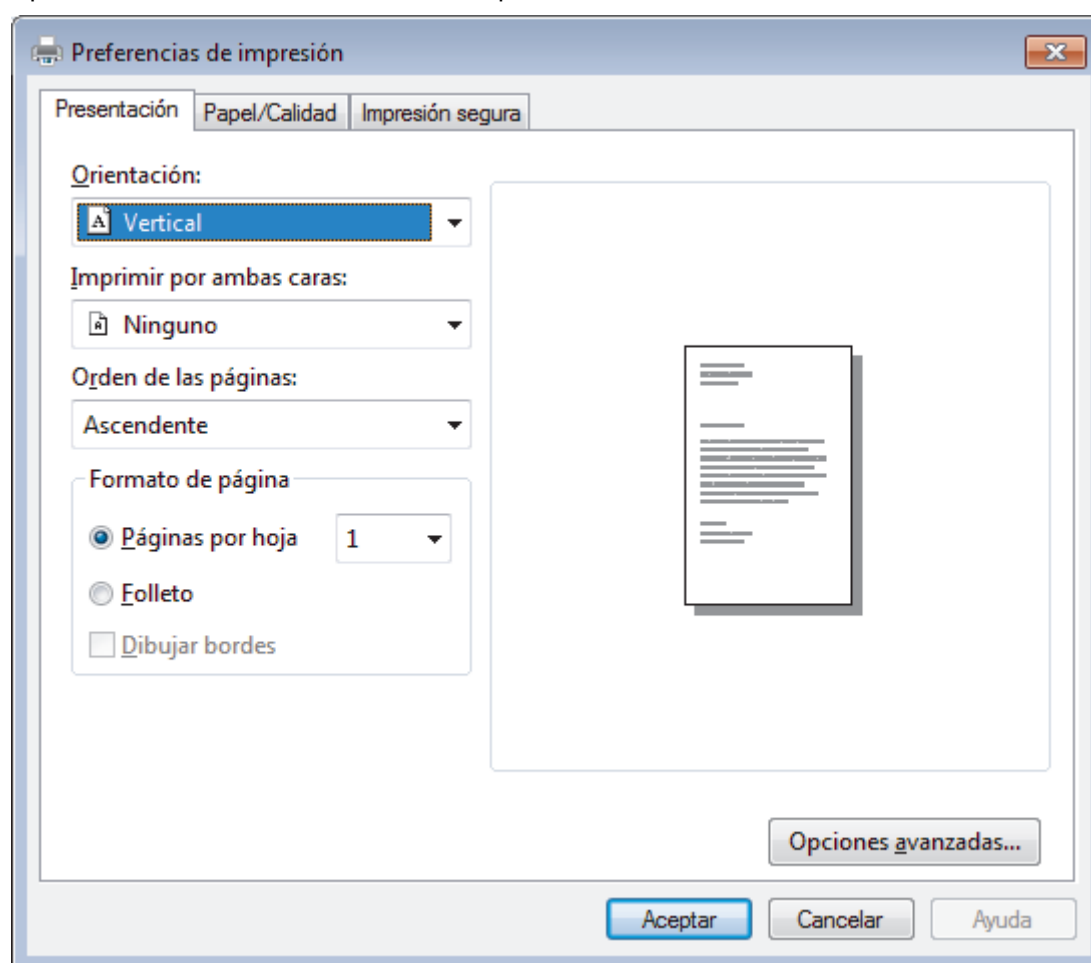 Preferencias de impresión
Presentación Papel/Calidad Impresión segura
Orientación:
Vertical
Imprimir por ambas caras:
Ninguno
Orden de las páginas:
Ascendente
Formato de página
Páginas por hoja 1
Folleto
Dibujar bordes
Opciones avanzadas...
Aceptar Cancelar Ayuda